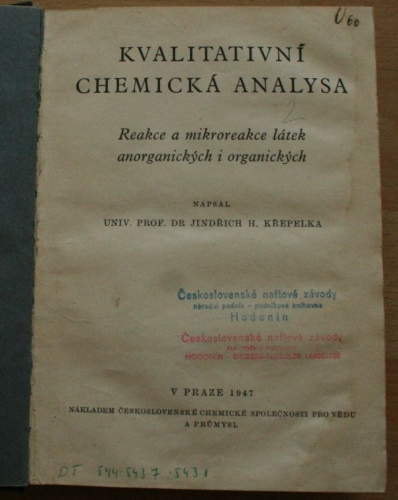 U60
KVALITATIVNÍ
CHEMICKÁ ANALYSA
2
Reakce a mikroreakce látek
anorganických i organických
NAPSAL
UNIV. PROF. DR JINDŘICH H. KŘEPELKA
Československé naftové závody
národní podnik - podniková knihovna
Hodonín
Československé naftové závody
HODONÍN
V PRAZE 1947
NÁKLADEM ČESKOSLOVENSKÉ CHEMICKÉ SPOLEČNOSTI PRO VĚDU
A PRŮMYSL
DT 544:543.7